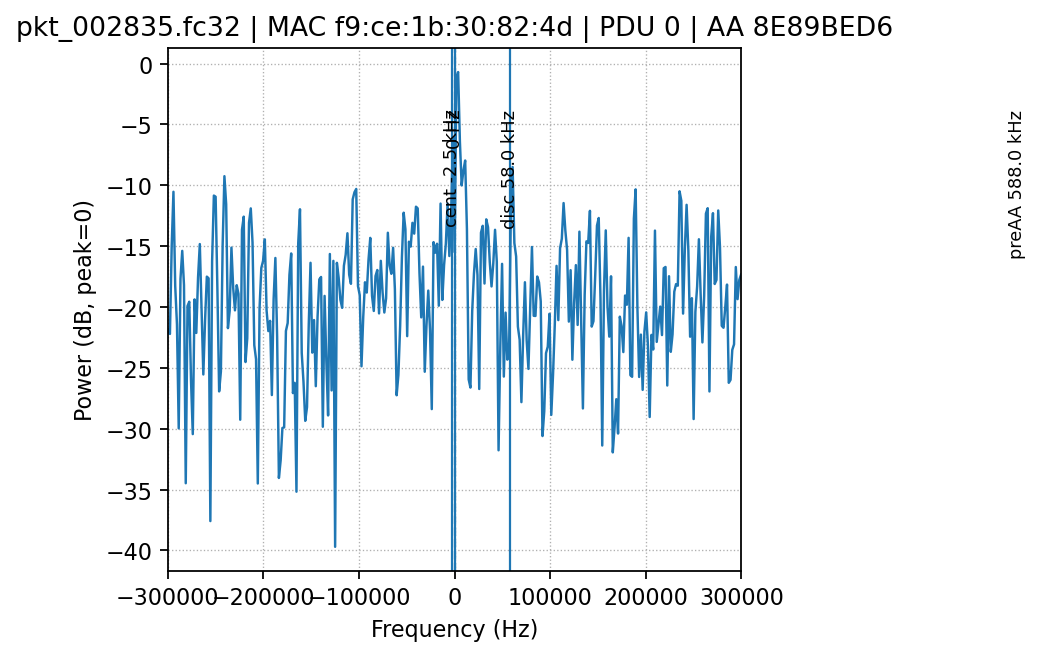 pkt_002835.fc32 | MAC f9:ce:1b:30:82:4d | PDU 0 | AA 8E89BED6
0
−5
−10
−15
−20
−25
−30
−35
−40
Power (dB, peak=0)
cent -2.5 kHz
disc 58.0 kHz
preAA 588.0 kHz
−300000
−200000
−100000
0
100000
200000
300000
Frequency (Hz)